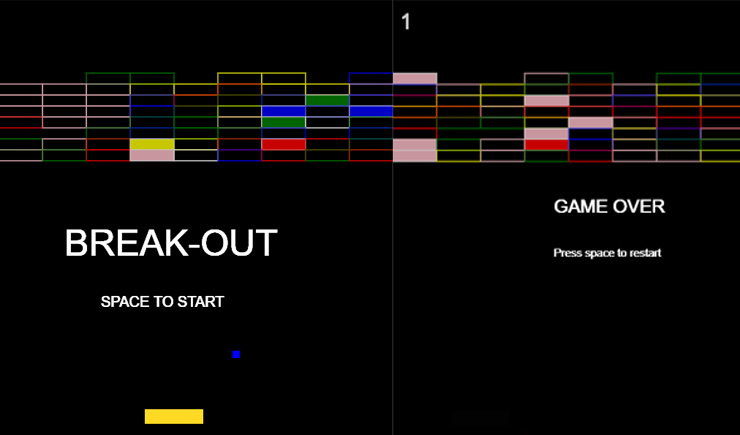 BREAK-OUT
SPACE TO START
1
GAME OVER
Press space to restart